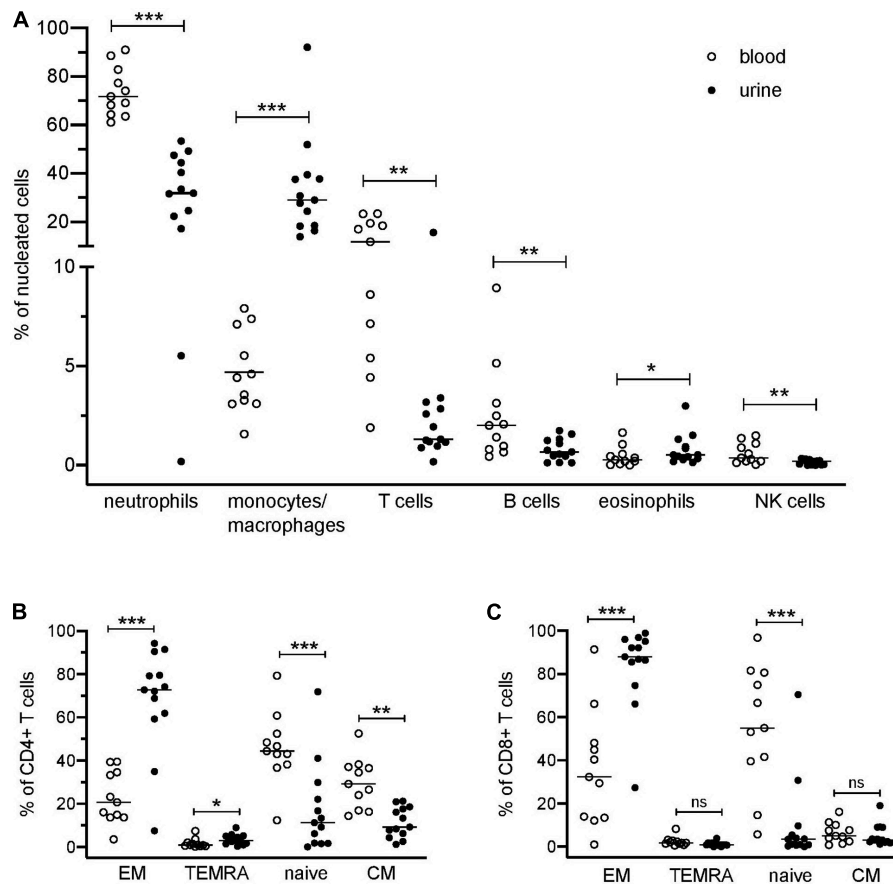 A
100
80
60
40
20
10
5
0
% of nucleated cells
***
***
**
**
*
**
blood
urine
neutrophils
monocytes/
macrophages
T cells
B cells
eosinophils
NK cells
B
100
80
60
40
20
0
% of CD4+ T cells
***
*
***
**
EM
TEMRA
naive
CM
C
100
80
60
40
20
0
% of CD8+ T cells
***
ns
***
ns
EM
TEMRA
naive
CM